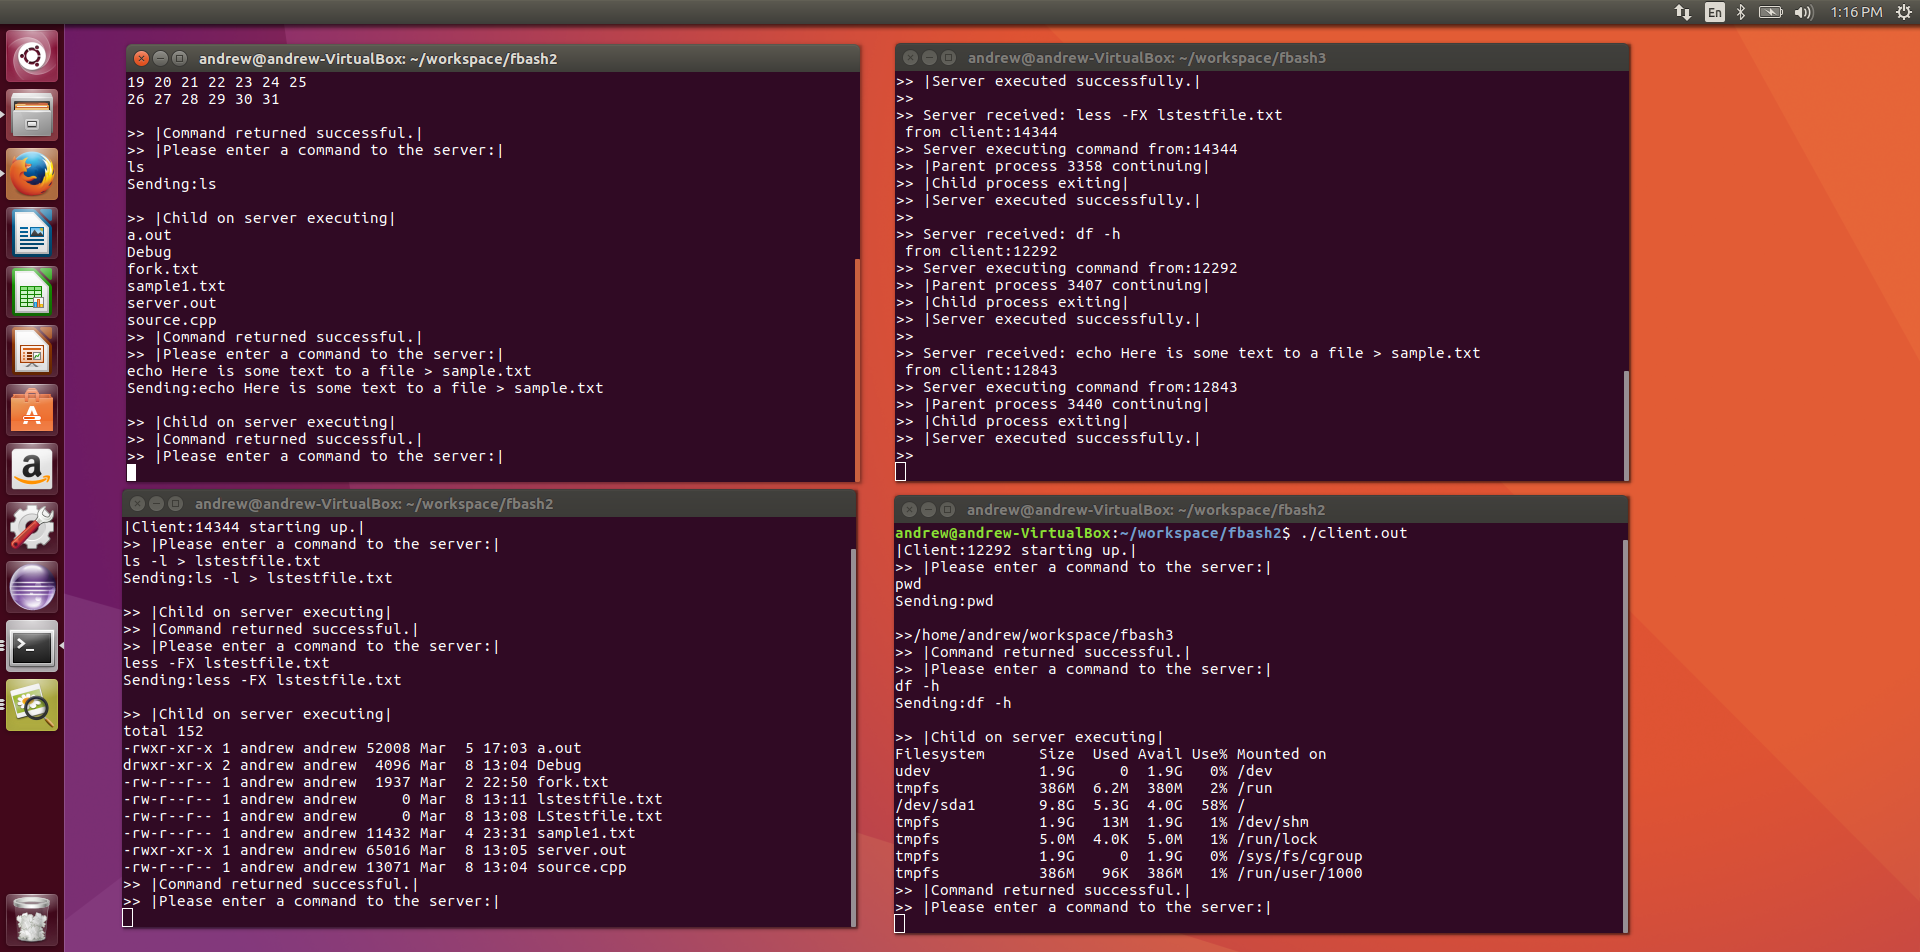 En
1:16 PM
andrew@andrew-VirtualBox: ~/workspace/fbash2
19 20 21 22 23 24 25
26 27 28 29 30 31
>> |Command returned successful.|
>> |Please enter a command to the server:|
ls
Sending:ls
>> |Child on server executing|
a.out
Debug
fork.txt
sample1.txt
server.out
source.cpp
>> |Command returned successful.|
>> |Please enter a command to the server:|
echo Here is some text to a file > sample.txt
Sending:echo Here is some text to a file > sample.txt
>> |Child on server executing|
>> |Command returned successful.|
>> |Please enter a command to the server:|
andrew@andrew-VirtualBox: ~/workspace/fbash3
>> |Server executed successfully.|
>>
>> Server received: less -FX lstestfile.txt
from client:14344
>> Server executing command from:14344
>> |Parent process 3358 continuing|
>> |Child process exiting|
>> |Server executed successfully.|
>>
>> Server received: df -h
from client:12292
>> Server executing command from:12292
>> |Parent process 3407 continuing|
>> |Child process exiting|
>> |Server executed successfully.|
>>
>> Server received: echo Here is some text to a file > sample.txt
from client:12843
>> Server executing command from:12843
>> |Parent process 3440 continuing|
>> |Child process exiting|
>> |Server executed successfully.|
>>
andrew@andrew-VirtualBox: ~/workspace/fbash2
|Client:14344 starting up.|
>> |Please enter a command to the server:|
ls -l > lstestfile.txt
Sending:ls -l > lstestfile.txt
>> |Child on server executing|
>> |Command returned successful.|
>> |Please enter a command to the server:|
less -FX lstestfile.txt
Sending:less -FX lstestfile.txt
>> |Child on server executing|
total 152
-rwxr-xr-x 1 andrew andrew 52008 Mar  5 17:03 a.out
drwxr-xr-x 2 andrew andrew  4096 Mar  8 13:04 Debug
-rw-r--r-- 1 andrew andrew  1937 Mar  2 22:50 fork.txt
-rw-r--r-- 1 andrew andrew     0 Mar  8 13:11 lstestfile.txt
-rw-r--r-- 1 andrew andrew     0 Mar  8 13:08 LStestfile.txt
-rw-r--r-- 1 andrew andrew 11432 Mar  4 23:31 sample1.txt
-rwxr-xr-x 1 andrew andrew 65016 Mar  8 13:05 server.out
-rw-r--r-- 1 andrew andrew 13071 Mar  8 13:04 source.cpp
>> |Command returned successful.|
>> |Please enter a command to the server:|
andrew@andrew-VirtualBox: ~/workspace/fbash2
andrew@andrew-VirtualBox:~/workspace/fbash2$ ./client.out
|Client:12292 starting up.|
>> |Please enter a command to the server:|
pwd
Sending:pwd
>>/home/andrew/workspace/fbash3
>> |Command returned successful.|
>> |Please enter a command to the server:|
df -h
Sending:df -h
>> |Child on server executing|
Filesystem      Size  Used Avail Use% Mounted on
udev            1.9G     0  1.9G   0% /dev
tmpfs           386M  6.2M  380M   2% /run
/dev/sda1       9.8G  5.3G  4.0G  58% /
tmpfs           1.9G   13M  1.9G   1% /dev/shm
tmpfs           5.0M  4.0K  5.0M   1% /run/lock
tmpfs           1.9G     0  1.9G   0% /sys/fs/cgroup
tmpfs           386M   96K  386M   1% /run/user/1000
>> |Command returned successful.|
>> |Please enter a command to the server:|